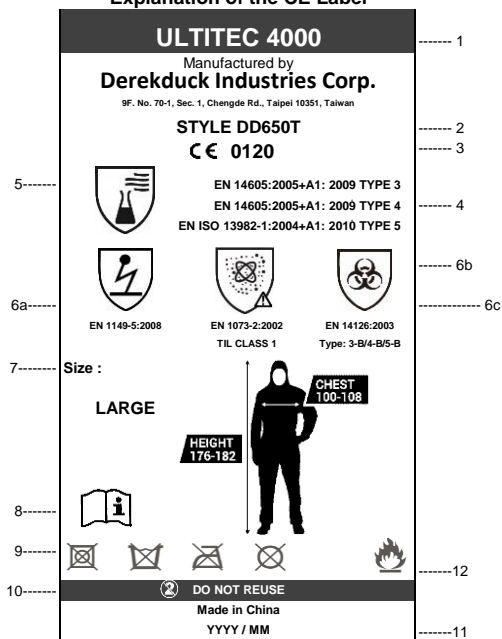 Explanation of the CE Label
ULTITEC 4000
------- 1
Manufactured by
Derekduck Industries Corp.
9F. No. 70-1, Sec. 1, Chengde Rd., Taipei 10351, Taiwan
STYLE DD650T
------- 2
CE 0120
------- 3
5-------
EN 14605:2005+A1: 2009 TYPE 3
EN 14605:2005+A1: 2009 TYPE 4
------- 4
EN ISO 13982-1:2004+A1: 2010 TYPE 5
------- 6b
6a------
------------ 6c
EN 1149-5:2008
EN 1073-2:2002
EN 14126:2003
TIL CLASS 1
Type: 3-B/4-B/5-B
7--------
Size :
CHEST
100-108
LARGE
HEIGHT
176-182
i
8------
9-------
-------12
10-------
2 DO NOT REUSE
Made in China
YYYY / MM
-------11